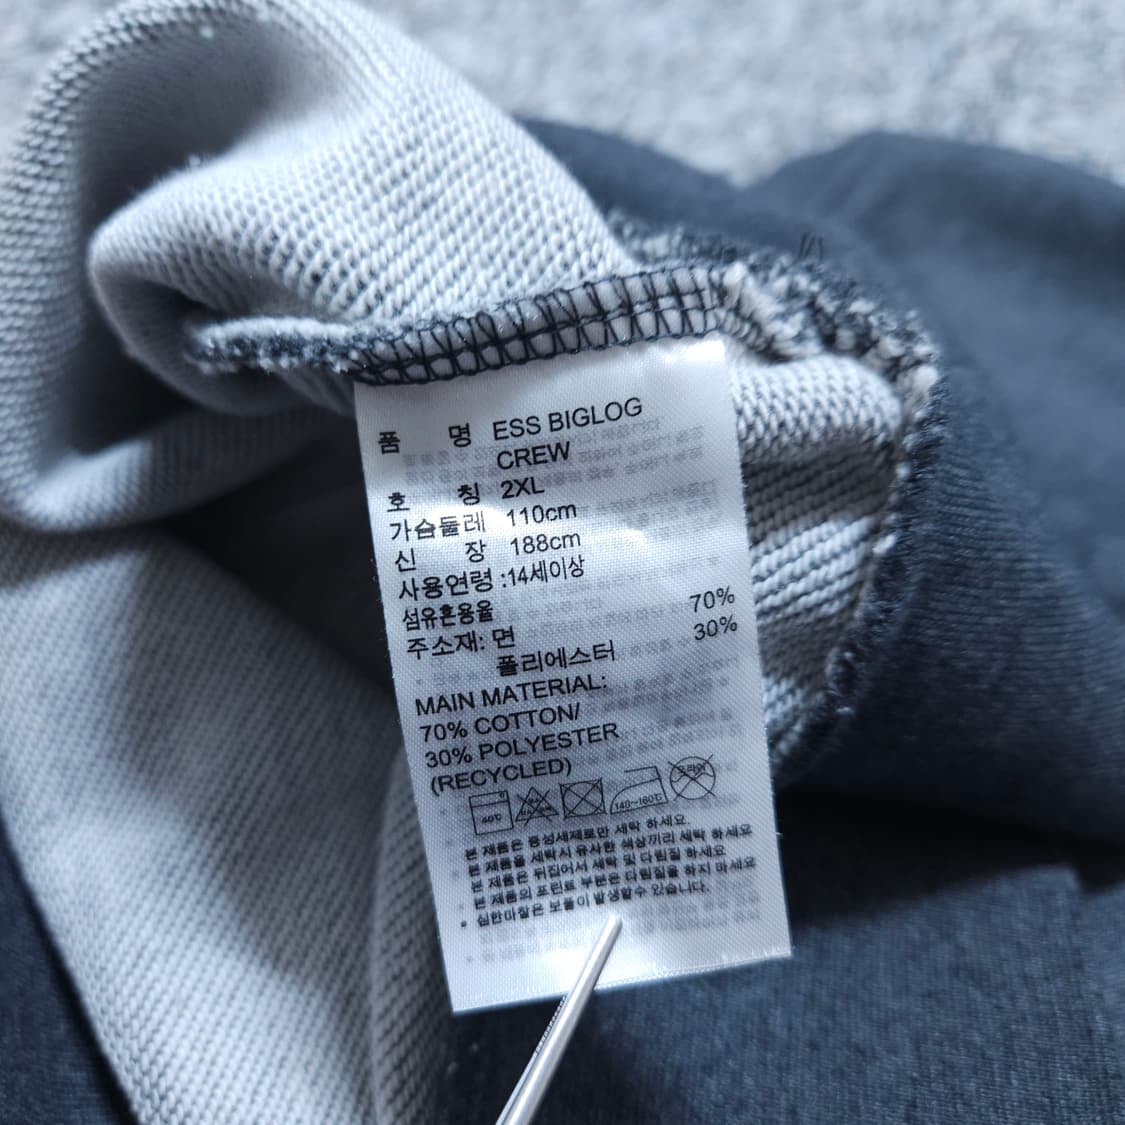 품 명 ESS BIGLOG
CREW
호 칭 2XL
가슴둘레 110cm
신 장 188cm
사용연령 :14세이상
섬유혼용율
주소재: 면 70%
폴리에스터 30%
MAIN MATERIAL:
70% COTTON/
30% POLYESTER
(RECYCLED)
40℃ 140~160℃ 드라이
본 제품은 중성세제로만 세탁 하세요.
본 제품을 세탁시 유사한 색상끼리 세탁 하세요
본 제품은 뒤집어서 세탁 및 다림질 하세요
본 제품의 프린트 부분은 다림질을 하지 마세요
* 심한마찰은 보풀이 발생할수 있습니다.